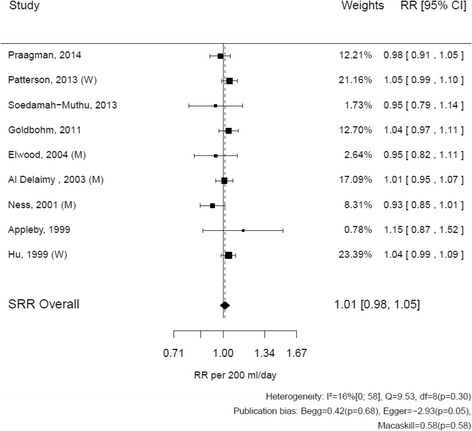 Study Weights RR [95% CI]
Praagman, 2014 12.21% 0.98 [0.91 , 1.05]
Patterson, 2013 (W) 21.16% 1.05 [0.99 , 1.10]
Soedamah-Muthu, 2013 1.73% 0.95 [0.79 , 1.14]
Goldbohm, 2011 12.70% 1.04 [0.97 , 1.11]
Elwood, 2004 (M) 2.64% 0.95 [0.82 , 1.11]
Al Delaimy , 2003 (M) 17.09% 1.01 [0.95 , 1.07]
Ness, 2001 (M) 8.31% 0.93 [0.85 , 1.01]
Appleby, 1999 0.78% 1.15 [0.87 , 1.52]
Hu, 1999 (W) 23.39% 1.04 [0.99 , 1.09]
SRR Overall 1.01 [0.98 , 1.05]
0.71 1.00 1.34 1.67
RR per 200 ml/day
Heterogeneity: I²=16%[0; 58], Q=9.53, df=8(p=0.30)
Publication bias: Begg=0.42(p=0.68), Egger=−2.93(p=0.05),
Macaskill=0.58(p=0.58)